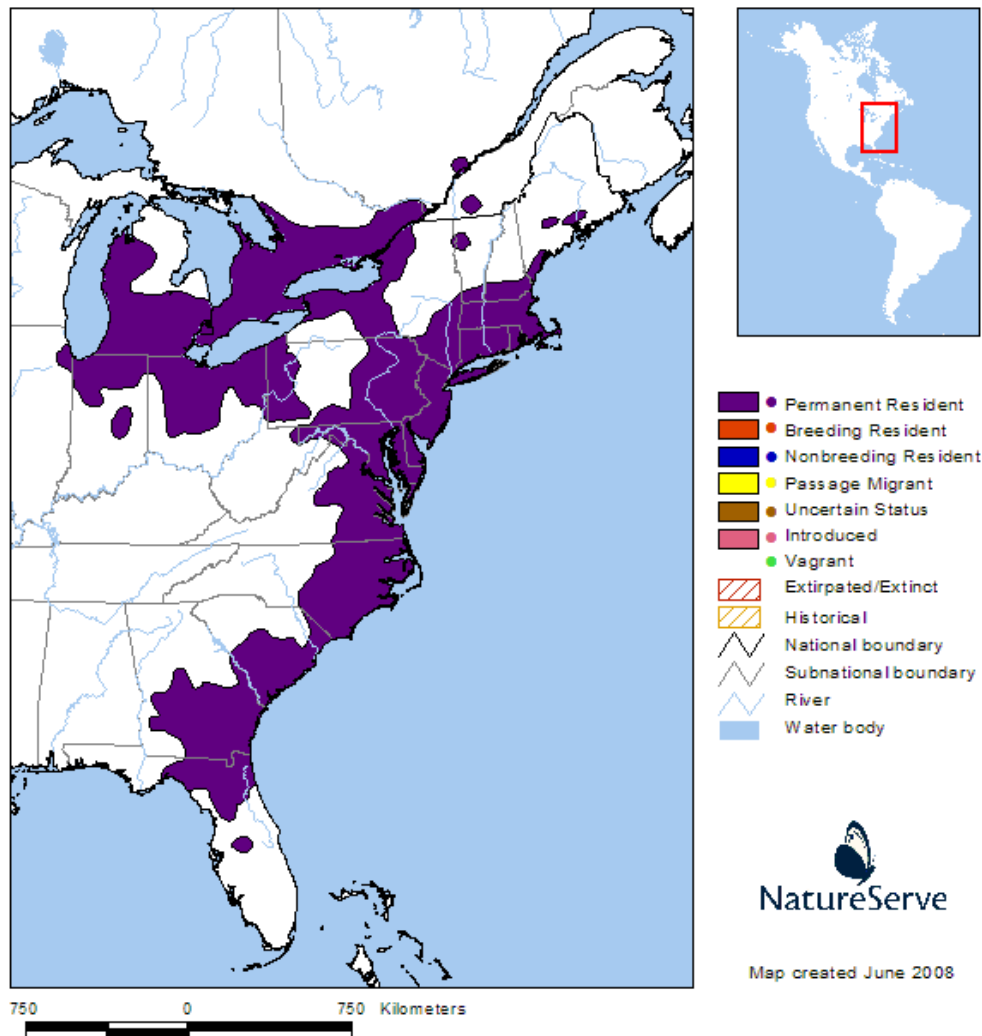 Permanent Resident
Breeding Resident
Nonbreeding Resident
Passage Migrant
Uncertain Status
Introduced
Vagrant
Extirpated/Extinct
Historical
National boundary
Subnational boundary
River
Water body
NatureServe
Map created June 2008
750 0 750 Kilometers